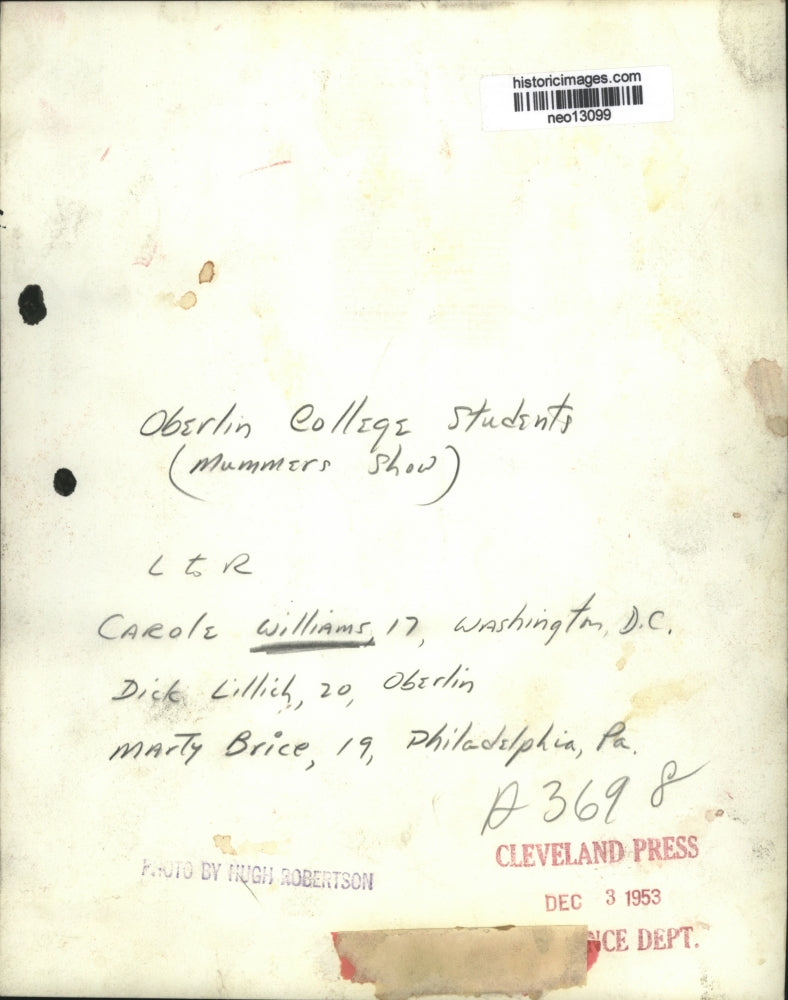 historicimages.com
neo13099
Oberlin College Students
(Mummers Show)
L to R
Carole Williams, 17, Washington, D.C.
Dick Lillich, 20, Oberlin
Marty Brice, 19, Philadelphia, Pa.
A 369 8
CLEVELAND PRESS
PHOTO BY HUGH ROBERTSON
DEC 3 1953
NCE DEPT.